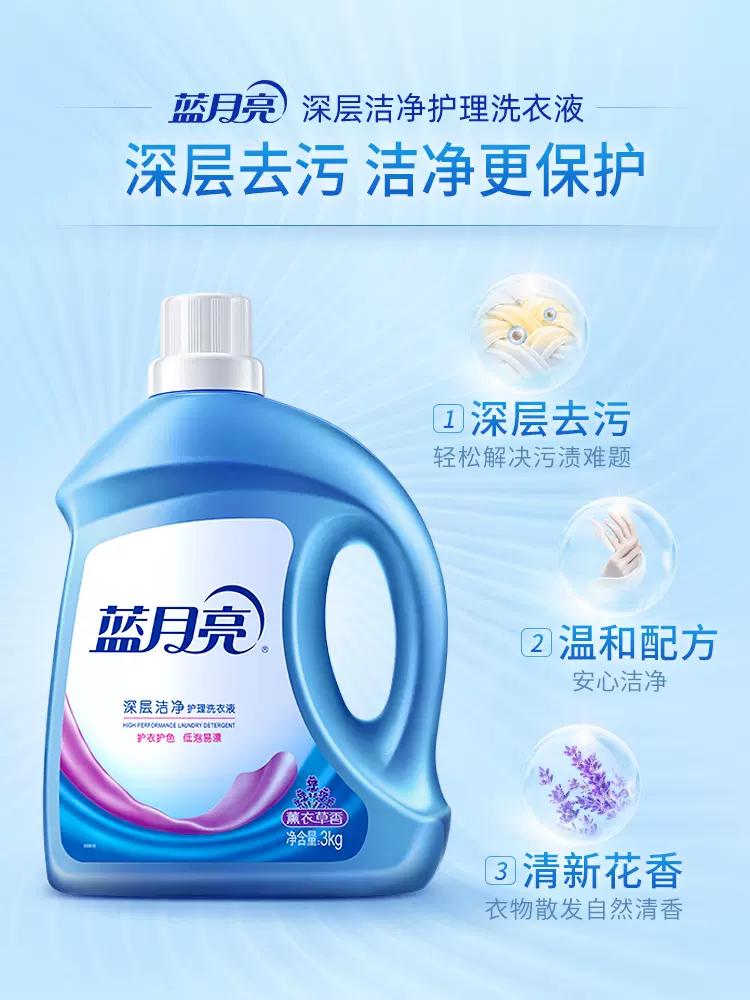 蓝月亮 深层洁净护理洗衣液
深层去污 洁净更保护
1 深层去污
轻松解决污渍难题
蓝月亮®
2 温和配方
安心洁净
深层洁净 护理洗衣液
HIGH PERFORMANCE LAUNDRY DETERGENT
护衣护色 低泡易漂
薰衣草香
净含量:3kg
3 清新花香
衣物散发自然清香